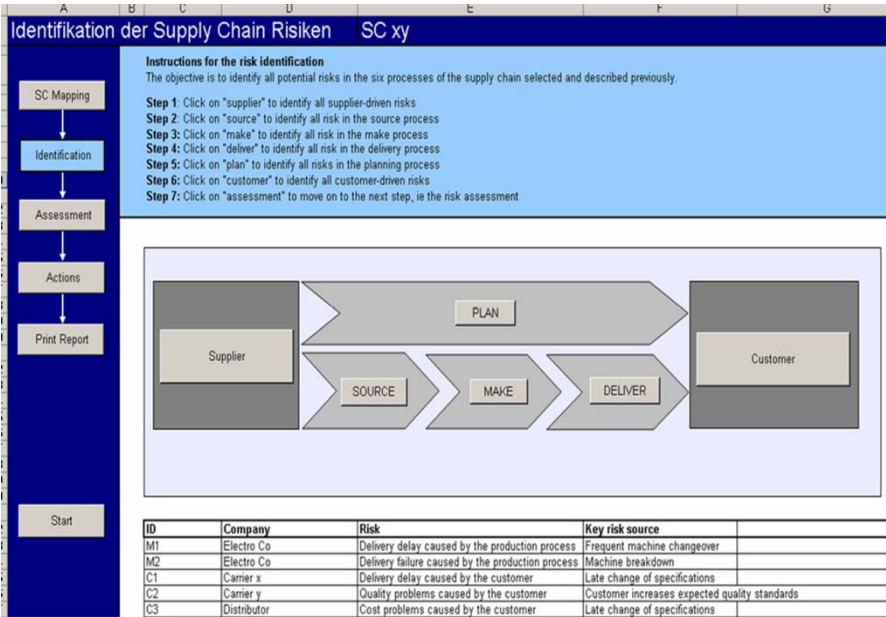 A B C D E F G
Identifikation der Supply Chain Risiken SC xy
Instructions for the risk identification
The objective is to identify all potential risks in the six processes of the supply chain selected and described previously.
Step 1: Click on "supplier" to identify all supplier-driven risks
Step 2: Click on "source" to identify all risk in the source process
Step 3: Click on "make" to identify all risk in the make process
Step 4: Click on "deliver" to identify all risk in the delivery process
Step 5: Click on "plan" to identify all risks in the planning process
Step 6: Click on "customer" to identify all customer-driven risks
Step 7: Click on "assessment" to move on to the next step, ie the risk assessment
SC Mapping
Identification
Assessment
Actions
Print Report
Start
PLAN
Supplier
Customer
SOURCE MAKE DELIVER
ID Company Risk Key risk source
M1 Electro Co Delivery delay caused by the production process Frequent machine changeover
M2 Electro Co Delivery failure caused by the production process Machine breakdown
C1 Carrier x Delivery delay caused by the customer Late change of specifications
C2 Carrier y Quality problems caused by the customer Customer increases expected quality standards
C3 Distributor Cost problems caused by the customer Late change of specifications